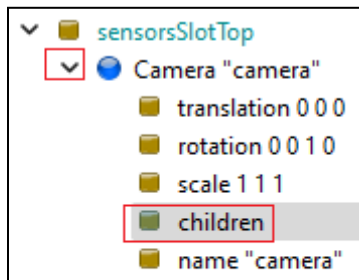 sensorsSlotTop
Camera "camera"
translation 0 0 0
rotation 0 0 1 0
scale 1 1 1
children
name "camera"